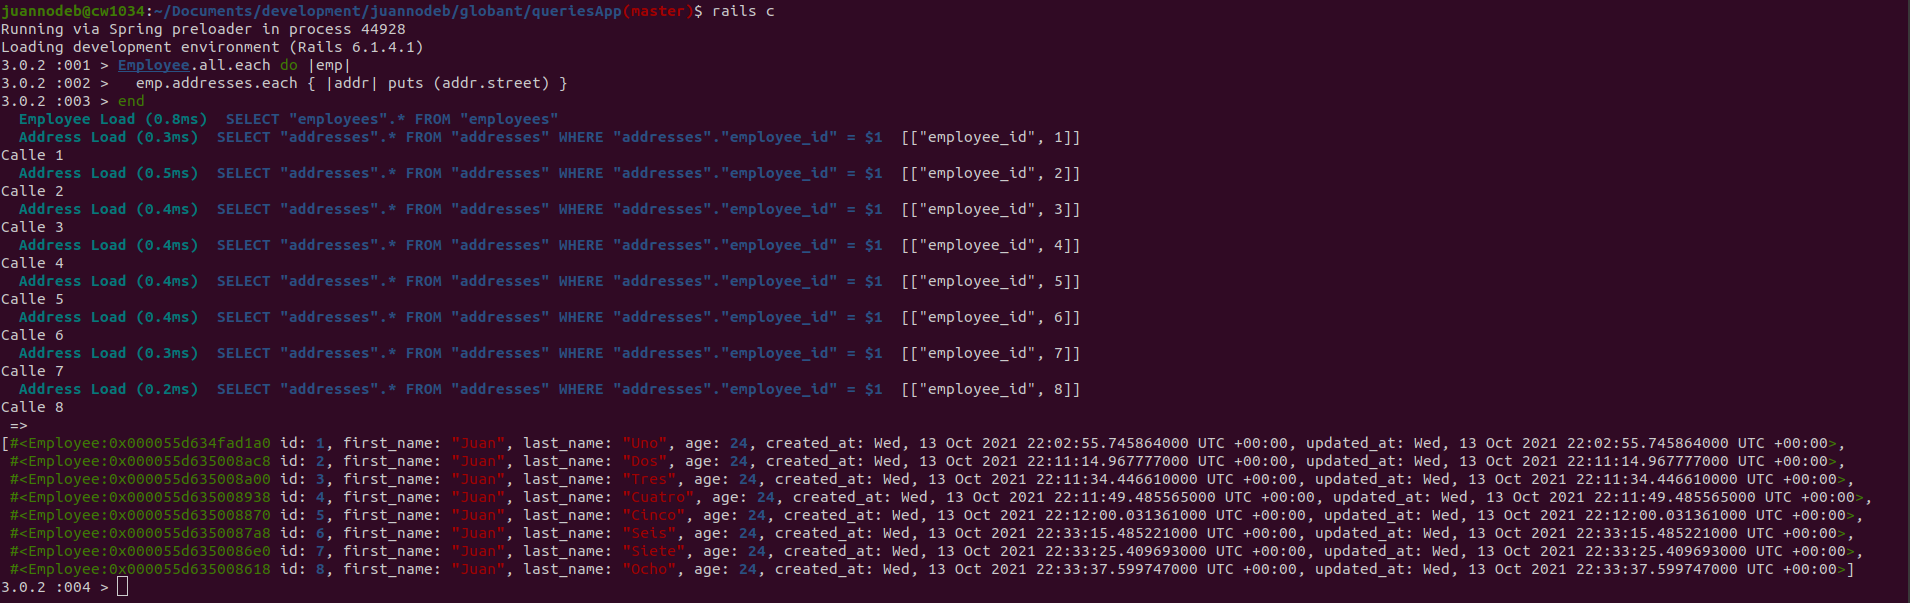 juannodeb@cw1034:~/Documents/development/juannodeb/globant/queriesApp(master)$ rails c
Running via Spring preloader in process 44928
Loading development environment (Rails 6.1.4.1)
3.0.2 :001 > Employee.all.each do |emp|
3.0.2 :002 >   emp.addresses.each { |addr| puts (addr.street) }
3.0.2 :003 > end
  Employee Load (0.8ms)  SELECT "employees".* FROM "employees"
  Address Load (0.3ms)  SELECT "addresses".* FROM "addresses" WHERE "addresses"."employee_id" = $1  [["employee_id", 1]]
Calle 1
  Address Load (0.5ms)  SELECT "addresses".* FROM "addresses" WHERE "addresses"."employee_id" = $1  [["employee_id", 2]]
Calle 2
  Address Load (0.4ms)  SELECT "addresses".* FROM "addresses" WHERE "addresses"."employee_id" = $1  [["employee_id", 3]]
Calle 3
  Address Load (0.4ms)  SELECT "addresses".* FROM "addresses" WHERE "addresses"."employee_id" = $1  [["employee_id", 4]]
Calle 4
  Address Load (0.4ms)  SELECT "addresses".* FROM "addresses" WHERE "addresses"."employee_id" = $1  [["employee_id", 5]]
Calle 5
  Address Load (0.4ms)  SELECT "addresses".* FROM "addresses" WHERE "addresses"."employee_id" = $1  [["employee_id", 6]]
Calle 6
  Address Load (0.3ms)  SELECT "addresses".* FROM "addresses" WHERE "addresses"."employee_id" = $1  [["employee_id", 7]]
Calle 7
  Address Load (0.2ms)  SELECT "addresses".* FROM "addresses" WHERE "addresses"."employee_id" = $1  [["employee_id", 8]]
Calle 8
 =>
[#<Employee:0x000055d634fad1a0 id: 1, first_name: "Juan", last_name: "Uno", age: 24, created_at: Wed, 13 Oct 2021 22:02:55.745864000 UTC +00:00, updated_at: Wed, 13 Oct 2021 22:02:55.745864000 UTC +00:00>,
 #<Employee:0x000055d635008ac8 id: 2, first_name: "Juan", last_name: "Dos", age: 24, created_at: Wed, 13 Oct 2021 22:11:14.967777000 UTC +00:00, updated_at: Wed, 13 Oct 2021 22:11:14.967777000 UTC +00:00>,
 #<Employee:0x000055d635008a00 id: 3, first_name: "Juan", last_name: "Tres", age: 24, created_at: Wed, 13 Oct 2021 22:11:34.446610000 UTC +00:00, updated_at: Wed, 13 Oct 2021 22:11:34.446610000 UTC +00:00>,
 #<Employee:0x000055d635008938 id: 4, first_name: "Juan", last_name: "Cuatro", age: 24, created_at: Wed, 13 Oct 2021 22:11:49.485565000 UTC +00:00, updated_at: Wed, 13 Oct 2021 22:11:49.485565000 UTC +00:00>,
 #<Employee:0x000055d635008870 id: 5, first_name: "Juan", last_name: "Cinco", age: 24, created_at: Wed, 13 Oct 2021 22:12:00.031361000 UTC +00:00, updated_at: Wed, 13 Oct 2021 22:12:00.031361000 UTC +00:00>,
 #<Employee:0x000055d6350087a8 id: 6, first_name: "Juan", last_name: "Seis", age: 24, created_at: Wed, 13 Oct 2021 22:33:15.485221000 UTC +00:00, updated_at: Wed, 13 Oct 2021 22:33:15.485221000 UTC +00:00>,
 #<Employee:0x000055d6350086e0 id: 7, first_name: "Juan", last_name: "Siete", age: 24, created_at: Wed, 13 Oct 2021 22:33:25.409693000 UTC +00:00, updated_at: Wed, 13 Oct 2021 22:33:25.409693000 UTC +00:00>,
 #<Employee:0x000055d635008618 id: 8, first_name: "Juan", last_name: "Ocho", age: 24, created_at: Wed, 13 Oct 2021 22:33:37.599747000 UTC +00:00, updated_at: Wed, 13 Oct 2021 22:33:37.599747000 UTC +00:00>]
3.0.2 :004 >